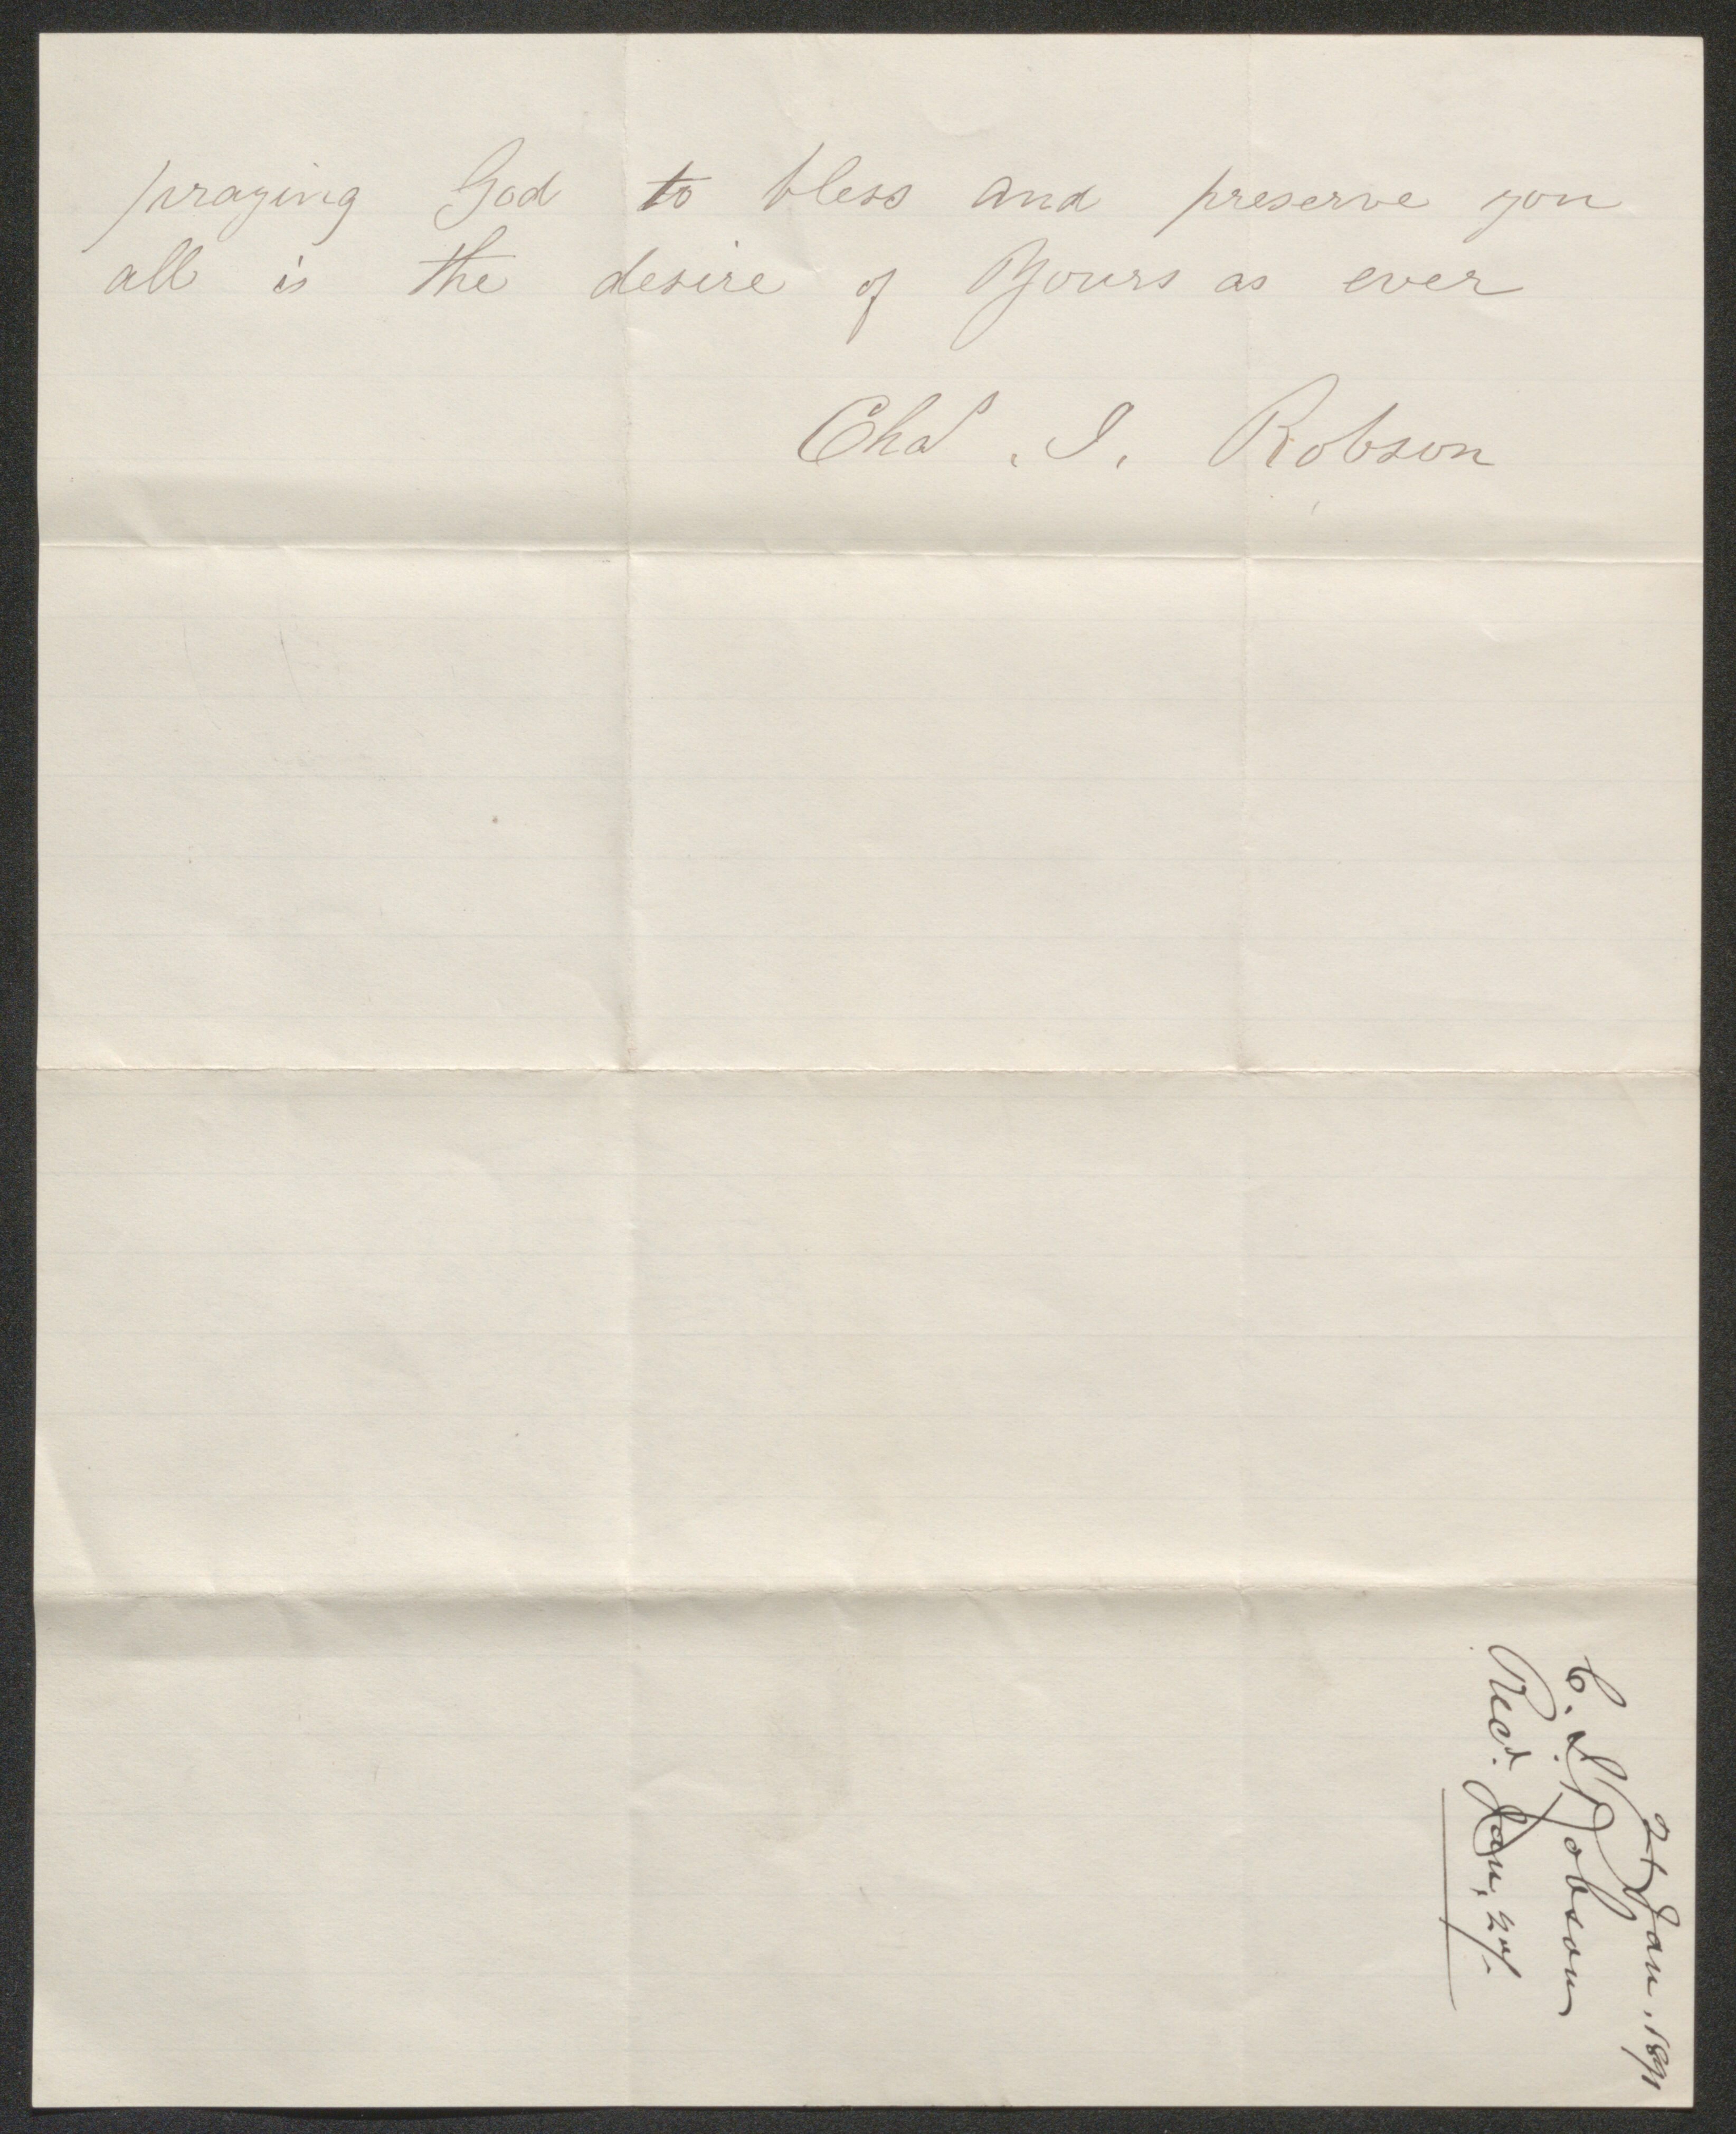 praying God to bless and preserve you
all is the desire of Yours as ever
Chas. I. Robson
21 Jan, 1891
C. I. Robson
Recd. Jan, 24/.